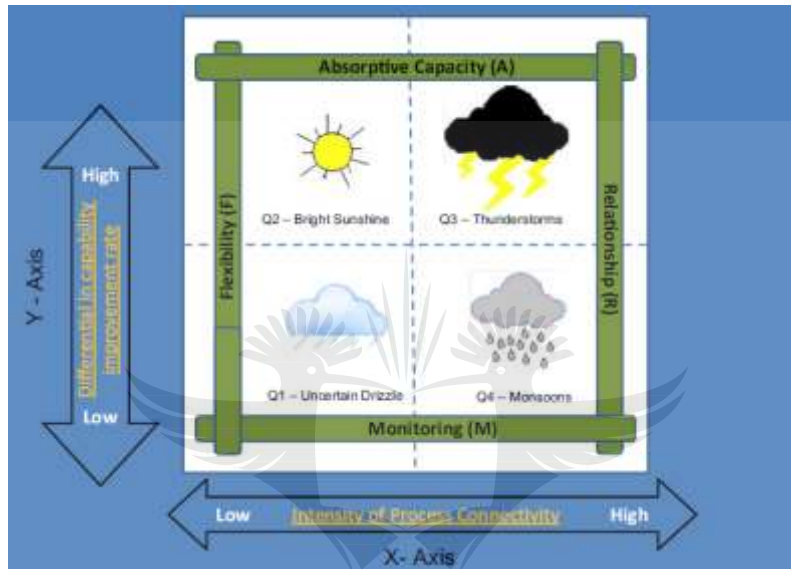 Absorptive Capacity (A)
High
Q2 – Bright Sunshine
Q3 – Thunderstorms
Y - Axis
Differential in capability
improvement rate
Flexibility (F)
Relationship (R)
Q1 – Uncertain Drizzle
Q4 – Monsoons
Low
Monitoring (M)
Low
Intensity of Process Connectivity
High
X- Axis